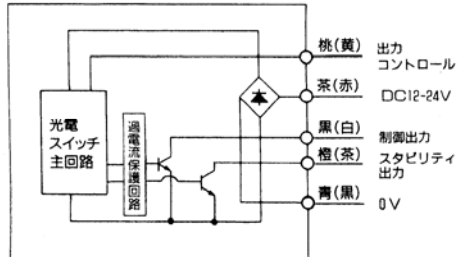 桃(黄) 出力
コントロール
茶(赤) DC12-24V
黒(白) 制御出力
橙(茶) スタビリティ
出力
青(黒) 0V
光電
スイッチ
主回路
過電流保護回路